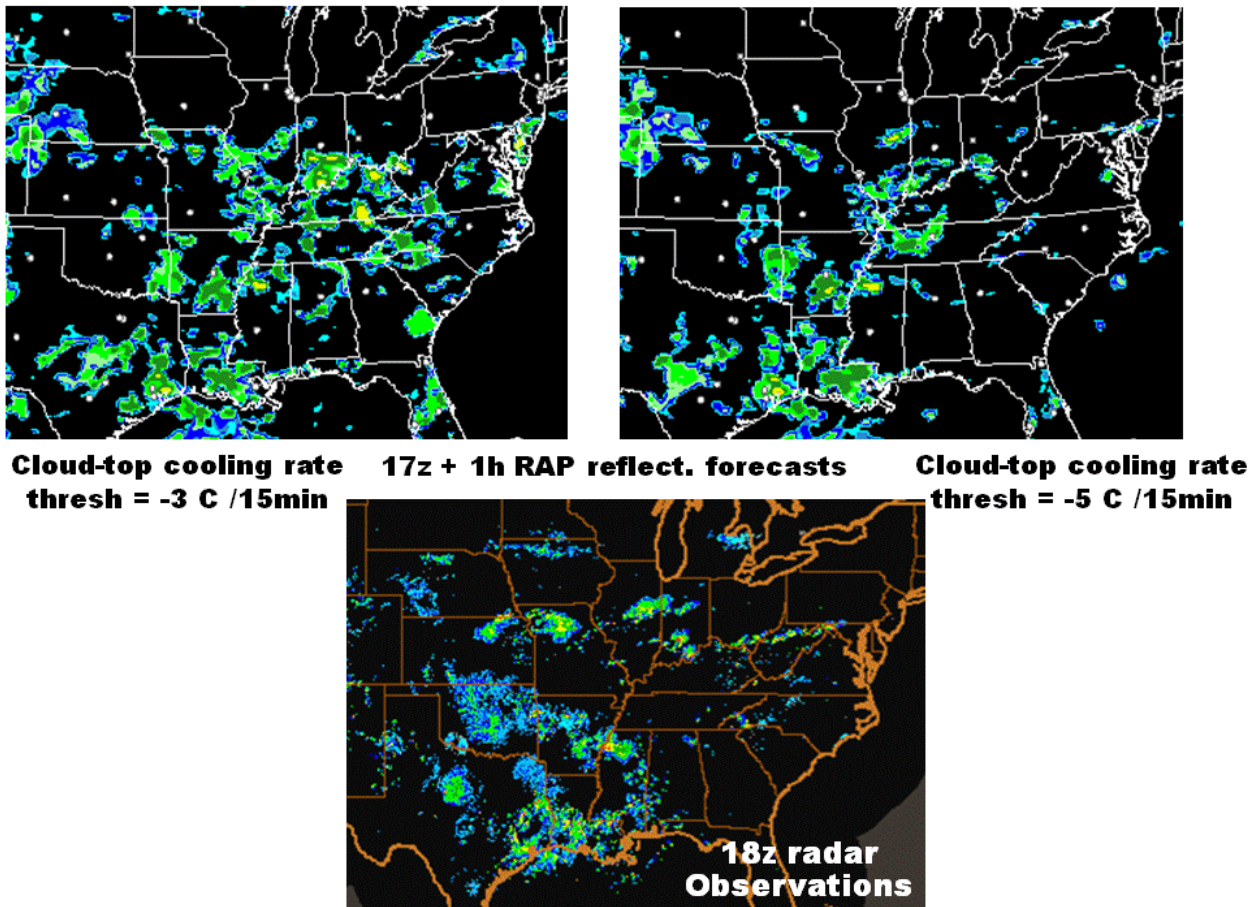 Cloud-top cooling rate
thresh = -3 C /15min
17z + 1h RAP reflect. forecasts
Cloud-top cooling rate
thresh = -5 C /15min
18z radar
Observations